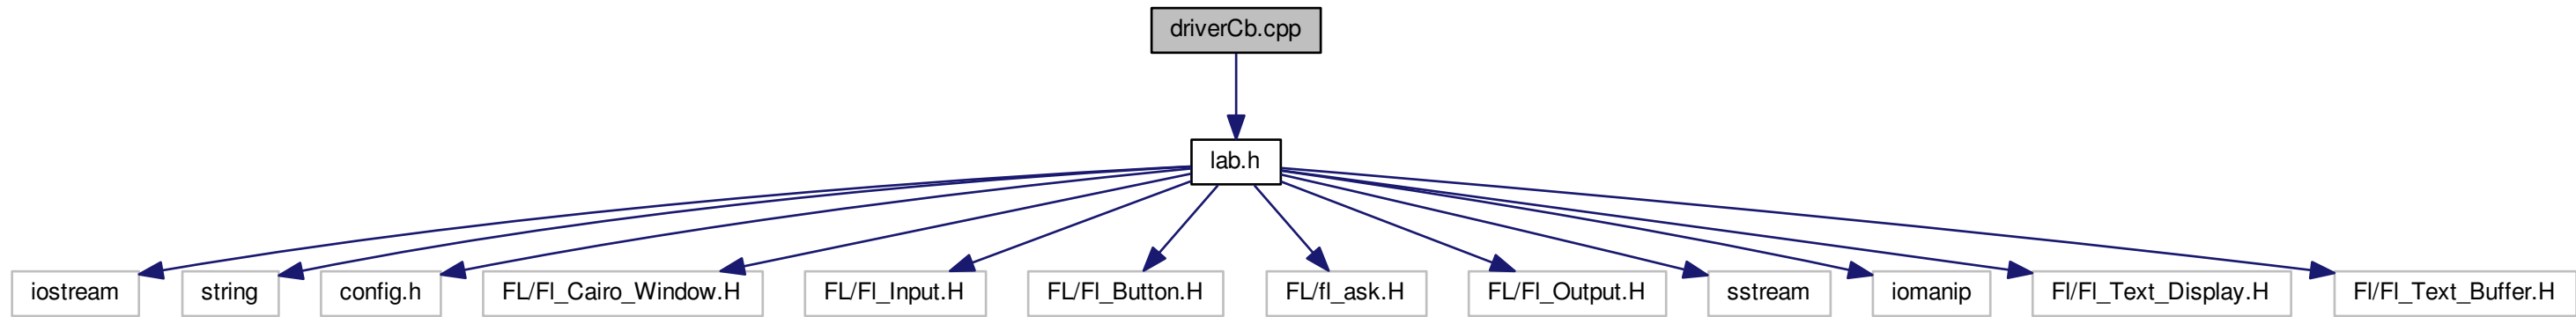 driverCb.cpp
lab.h
iostream
string
config.h
FL/Fl_Cairo_Window.H
FL/Fl_Input.H
FL/Fl_Button.H
FL/fl_ask.H
FL/Fl_Output.H
sstream
iomanip
Fl/Fl_Text_Display.H
Fl/Fl_Text_Buffer.H